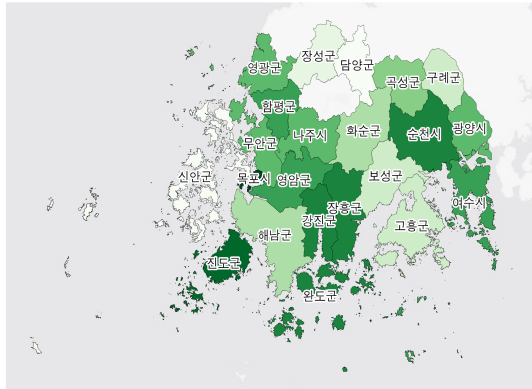 장성군
담양군
영광군
곡성군
구례군
함평군
나주시
화순군
순천시
광양시
무안군
신안군
목포시
영암군
보성군
장흥군
강진군
여수시
고흥군
해남군
진도군
완도군